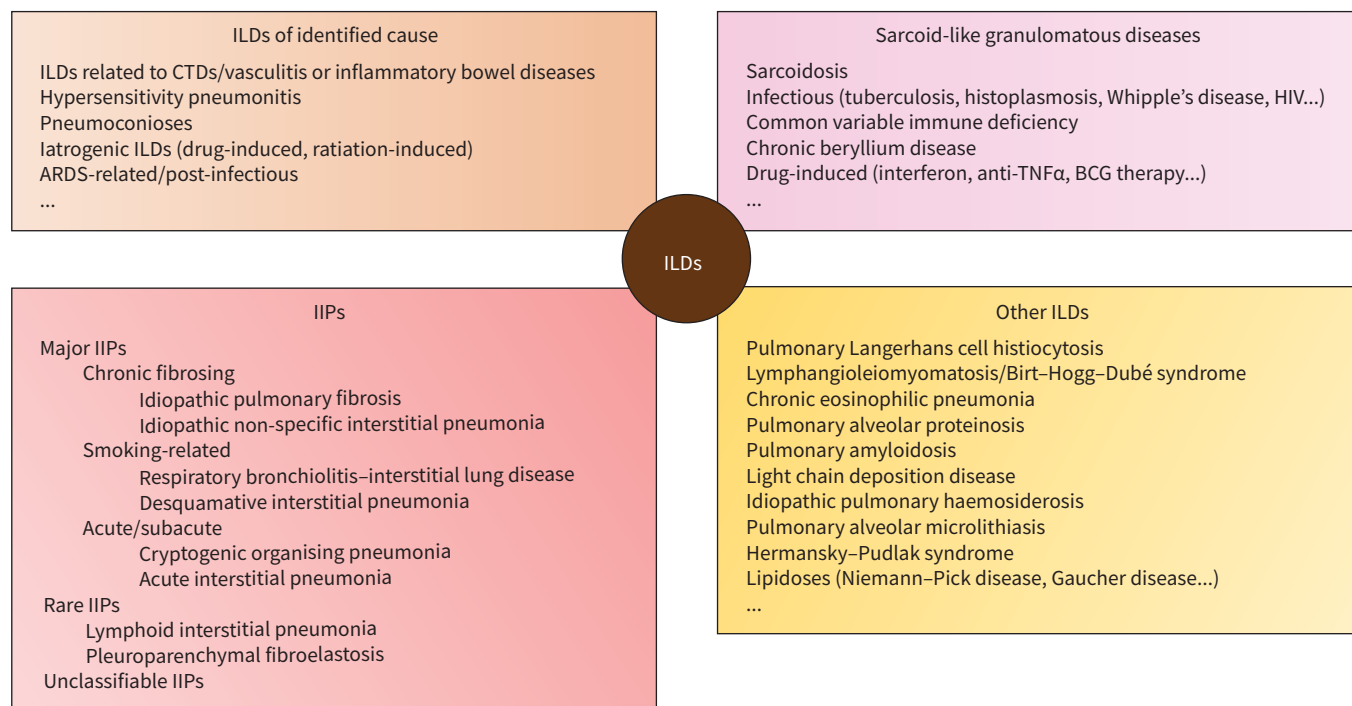 ILDs of identified cause
ILDs related to CTDs/vasculitis or inflammatory bowel diseases
Hypersensitivity pneumonitis
Pneumoconioses
Iatrogenic ILDs (drug-induced, ratiation-induced)
ARDS-related/post-infectious
...
Sarcoid-like granulomatous diseases
Sarcoidosis
Infectious (tuberculosis, histoplasmosis, Whipple’s disease, HIV...)
Common variable immune deficiency
Chronic beryllium disease
Drug-induced (interferon, anti-TNFα, BCG therapy...)
...
ILDs
IIPs
Major IIPs
Chronic fibrosing
Idiopathic pulmonary fibrosis
Idiopathic non-specific interstitial pneumonia
Smoking-related
Respiratory bronchiolitis–interstitial lung disease
Desquamative interstitial pneumonia
Acute/subacute
Cryptogenic organising pneumonia
Acute interstitial pneumonia
Rare IIPs
Lymphoid interstitial pneumonia
Pleuroparenchymal fibroelastosis
Unclassifiable IIPs
Other ILDs
Pulmonary Langerhans cell histiocytosis
Lymphangioleiomyomatosis/Birt–Hogg–Dubé syndrome
Chronic eosinophilic pneumonia
Pulmonary alveolar proteinosis
Pulmonary amyloidosis
Light chain deposition disease
Idiopathic pulmonary haemosiderosis
Pulmonary alveolar microlithiasis
Hermansky–Pudlak syndrome
Lipidoses (Niemann–Pick disease, Gaucher disease...)
...